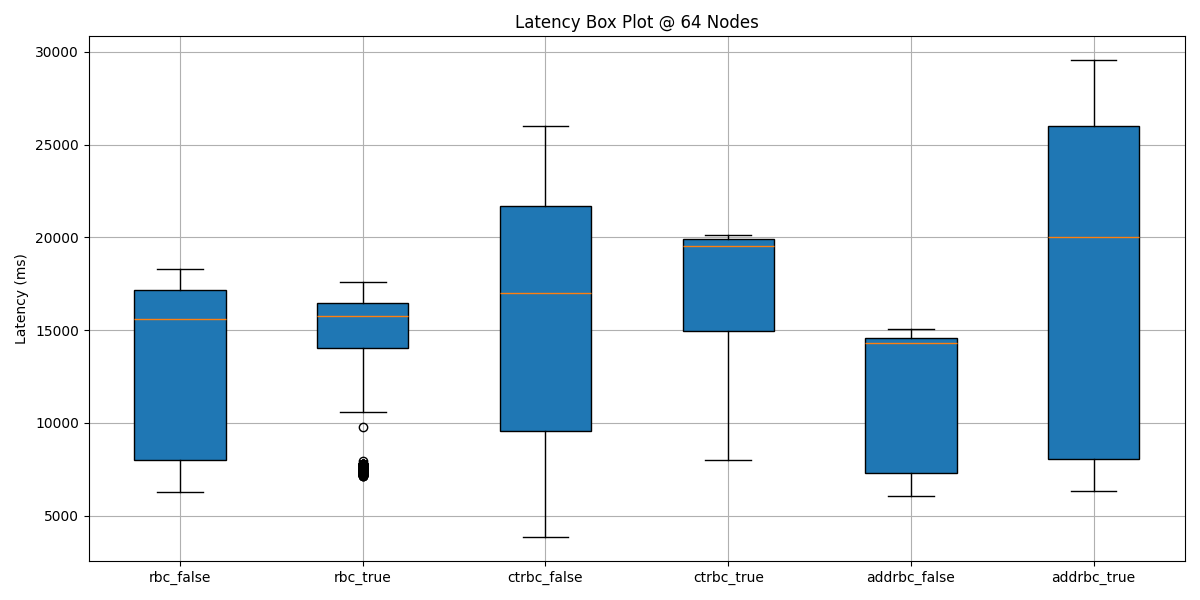 Latency Box Plot @ 64 Nodes
30000
25000
20000
15000
10000
5000
Latency (ms)
rbc_false
rbc_true
ctrbc_false
ctrbc_true
addrbc_false
addrbc_true